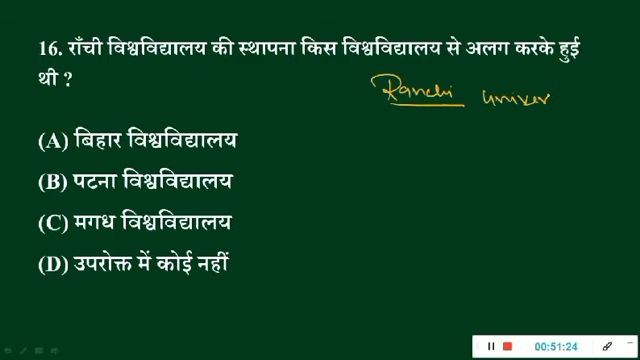 16. राँची विश्वविद्यालय की स्थापना किस विश्वविद्यालय से अलग करके हुई
थी ?
Ranchi univer
(A) बिहार विश्वविद्यालय
(B) पटना विश्वविद्यालय
(C) मगध विश्वविद्यालय
(D) उपरोक्त में कोई नहीं
00:51:24